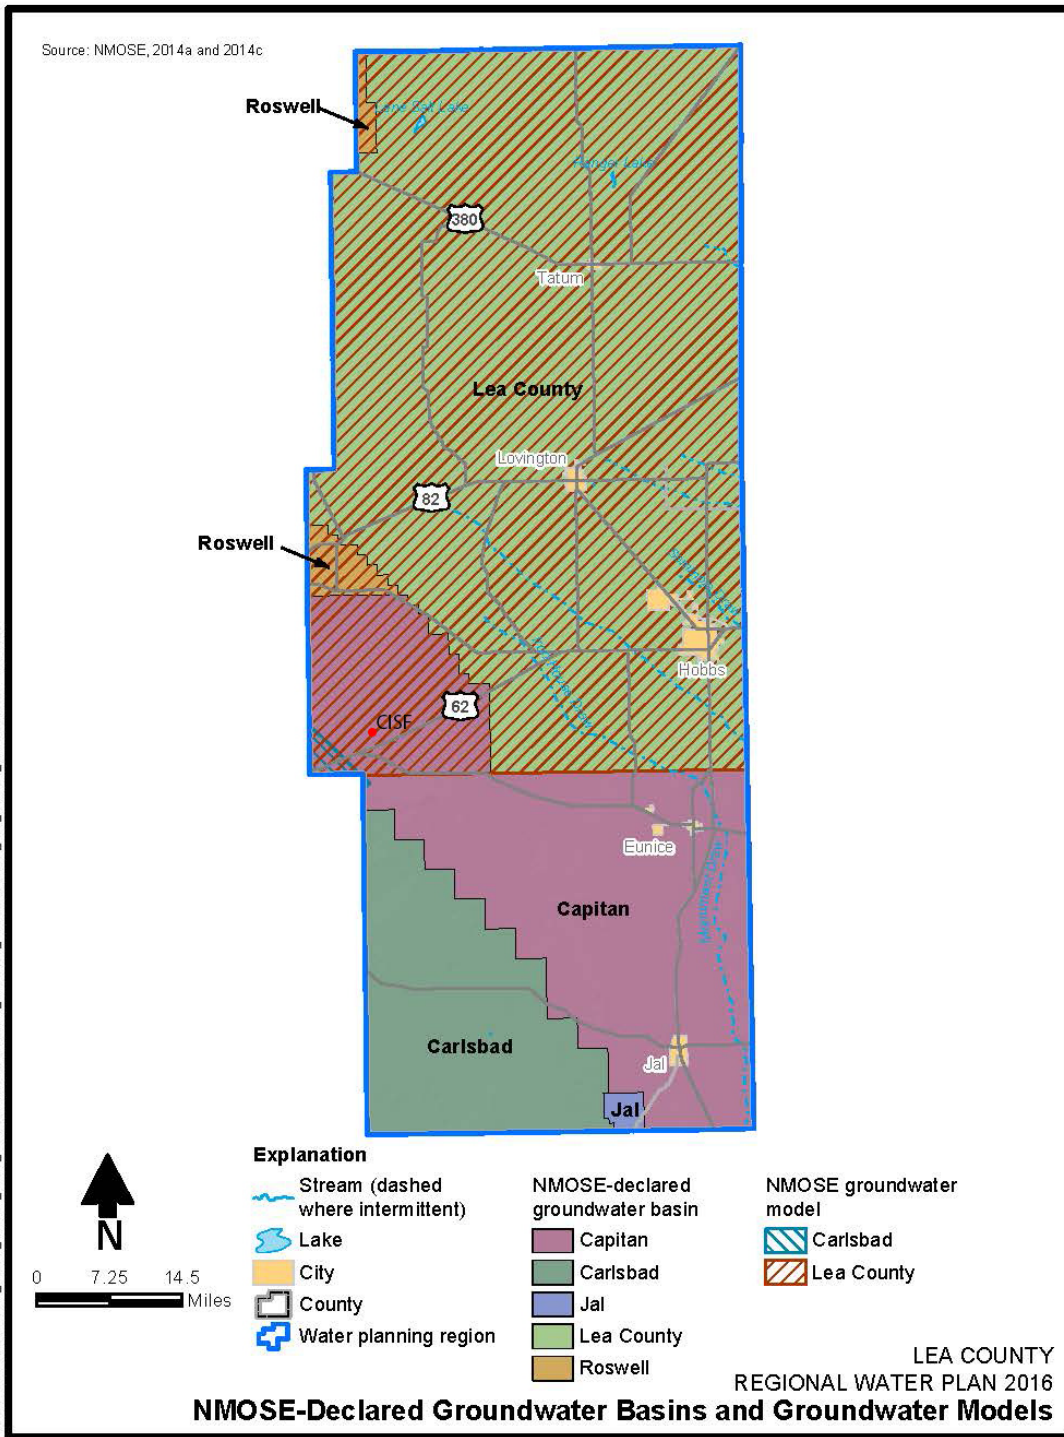 Source: NMOSE, 2014a and 2014c
Roswell
Lane Salt Lake
Ranger Lake
380
Tatum
Lea County
Lovington
82
Roswell
Hobbs
62
CISF
Eunice
Capitan
Monument Draw
Carlsbad
Jal
Jal
Explanation
Stream (dashed
where intermittent)
Lake
City
County
Water planning region
NMOSE-declared
groundwater basin
Capitan
Carlsbad
Jal
Lea County
Roswell
NMOSE groundwater
model
Carlsbad
Lea County
N
0 7.25 14.5
Miles
LEA COUNTY
REGIONAL WATER PLAN 2016
NMOSE-Declared Groundwater Basins and Groundwater Models